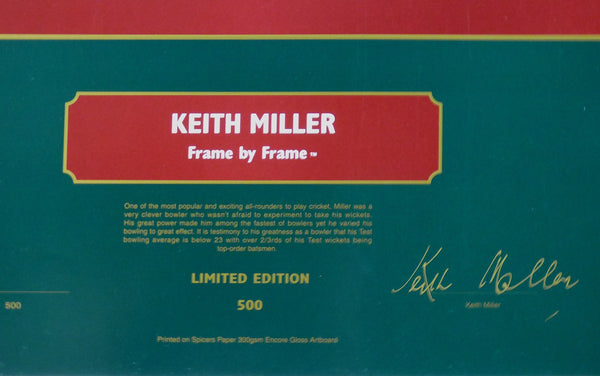 KEITH MILLER
Frame by Frame™
One of the most popular and exciting all-rounders to play cricket, Miller was a
very clever bowler who wasn't afraid to experiment to take his wickets.
His great power made him among the fastest of bowlers yet he varied his
bowling to great effect. It is testimony to his greatness as a bowler that his Test
bowling average is below 23 with over 2/3rds of his Test wickets being
top-order batsmen.
LIMITED EDITION
500
500
Keith Miller
Keith Miller
Printed on Spicers Paper 300gsm Encore Gloss Artboard